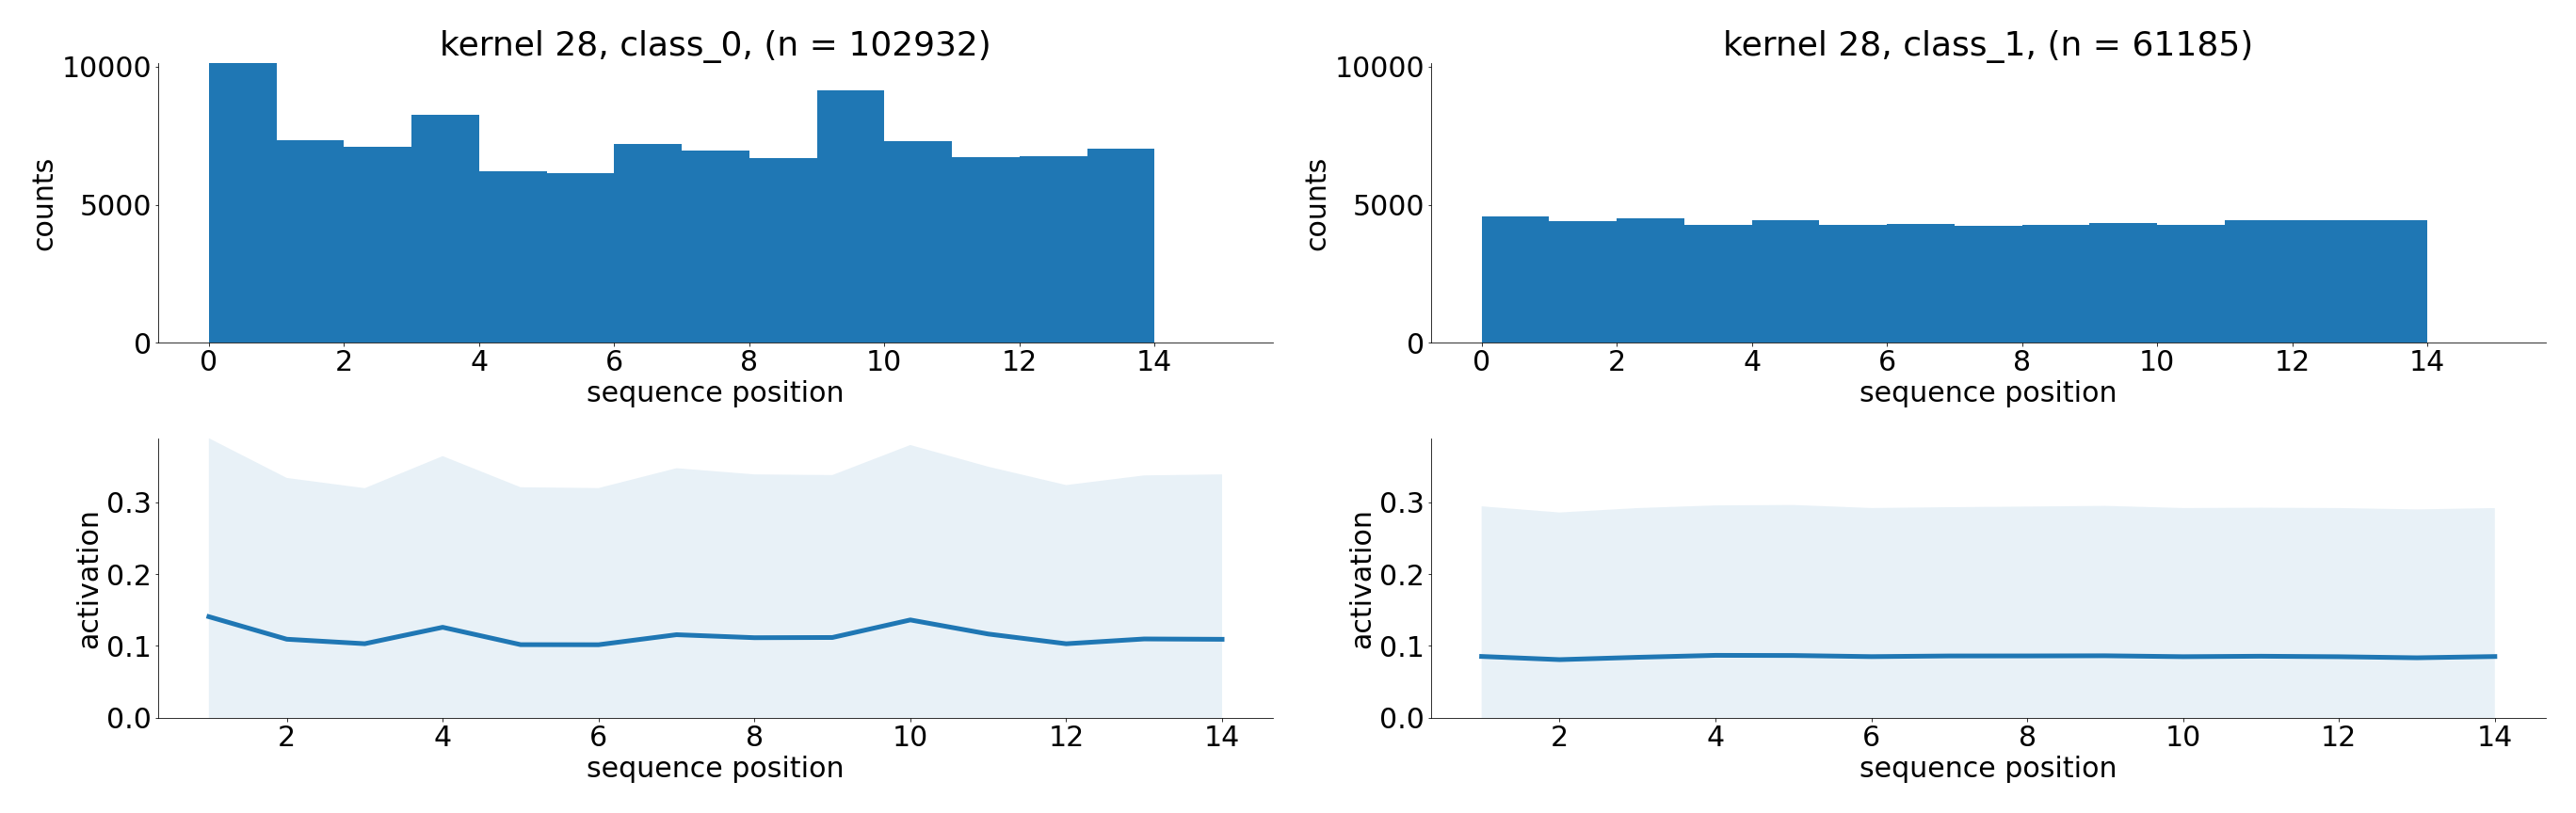 kernel 28, class_0, (n = 102932)
10000
5000
0
counts
0 2 4 6 8 10 12 14
sequence position
kernel 28, class_1, (n = 61185)
10000
5000
0
counts
0 2 4 6 8 10 12 14
sequence position
0.3
0.2
0.1
0.0
activation
2 4 6 8 10 12 14
sequence position
0.3
0.2
0.1
0.0
activation
2 4 6 8 10 12 14
sequence position